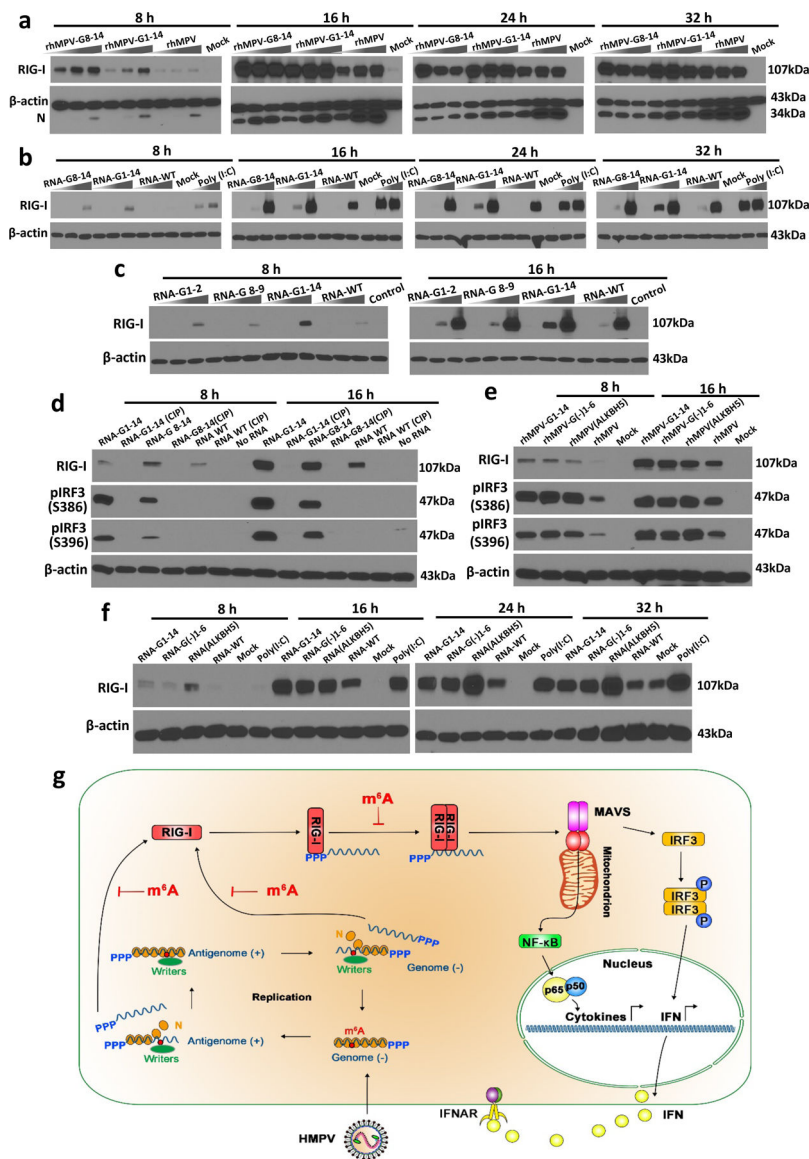 8 h
16 h
24 h
32 h
a
rhMPV-G8-14
rhMPV-G1-14
rhMPV
Mock
rhMPV-G8-14
rhMPV-G1-14
rhMPV
Mock
rhMPV-G8-14
rhMPV-G1-14
rhMPV
Mock
rhMPV-G8-14
rhMPV-G1-14
rhMPV
Mock
RIG-I
107kDa
β-actin
43kDa
N
34kDa
b
8 h
16 h
24 h
32 h
RNA-G8-14
RNA-G1-14
RNA-WT
Mock
Poly (I:C)
RNA-G8-14
RNA-G1-14
RNA-WT
Mock
Poly (I:C)
RNA-G8-14
RNA-G1-14
RNA-WT
Mock
Poly (I:C)
RNA-G8-14
RNA-G1-14
RNA-WT
Mock
Poly (I:C)
RIG-I
107kDa
β-actin
43kDa
c
8 h
16 h
RNA-G1-2
RNA-G 8-9
RNA-G1-14
RNA-WT
Control
RNA-G1-2
RNA-G 8-9
RNA-G1-14
RNA-WT
Control
RIG-I
107kDa
β-actin
43kDa
d
8 h
16 h
RNA-G1-14
RNA-G1-14 (CIP)
RNA-G 8-14
RNA-G8-14(CIP)
RNA WT
RNA WT (CIP)
No RNA
RNA-G1-14
RNA-G1-14 (CIP)
RNA-G8-14
RNA-G8-14(CIP)
RNA WT
RNA WT (CIP)
No RNA
RIG-I
107kDa
pIRF3
(S386)
47kDa
pIRF3
(S396)
47kDa
β-actin
43kDa
e
8 h
16 h
rhMPV-G1-14
rhMPV-G(-)1-6
rhMPV(ALKBH5)
rhMPV
Mock
rhMPV-G1-14
rhMPV-G(-)1-6
rhMPV(ALKBH5)
rhMPV
Mock
RIG-I
107kDa
pIRF3
(S386)
47kDa
pIRF3
(S396)
47kDa
β-actin
43kDa
f
8 h
16 h
24 h
32 h
RNA-G1-14
RNA-G(-)1-6
RNA(ALKBH5)
RNA-WT
Mock
Poly(I:C)
RNA-G1-14
RNA-G(-)1-6
RNA(ALKBH5)
RNA-WT
Mock
Poly(I:C)
RNA-G1-14
RNA-G(-)1-6
RNA(ALKBH5)
RNA-WT
Mock
Poly(I:C)
RNA-G1-14
RNA-G(-)1-6
RNA(ALKBH5)
RNA-WT
Mock
Poly(I:C)
RIG-I
107kDa
β-actin
43kDa
g
m⁶A
RIG-I
RIG-I
PPP
RIG-I
RIG-I
PPP
MAVS
Mitochondrion
IRF3
P
IRF3
IRF3
P
m⁶A
m⁶A
NF-κB
Nucleus
p65
p50
Cytokines
IFN
PPP
Writers
Antigenome (+)
N
Writers
PPP
PPP
Genome (-)
Replication
PPP
N
PPP
Writers
Antigenome (+)
m⁶A
PPP
Genome (-)
HMPV
IFNAR
IFN